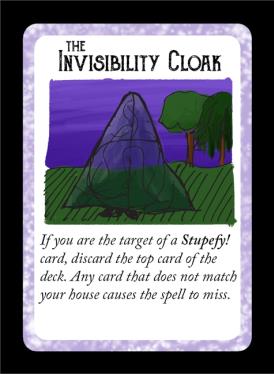 THE
INVISIBILITY CLOAK
If you are the target of a Stupefy!
card, discard the top card of the
deck. Any card that does not match
your house causes the spell to miss.